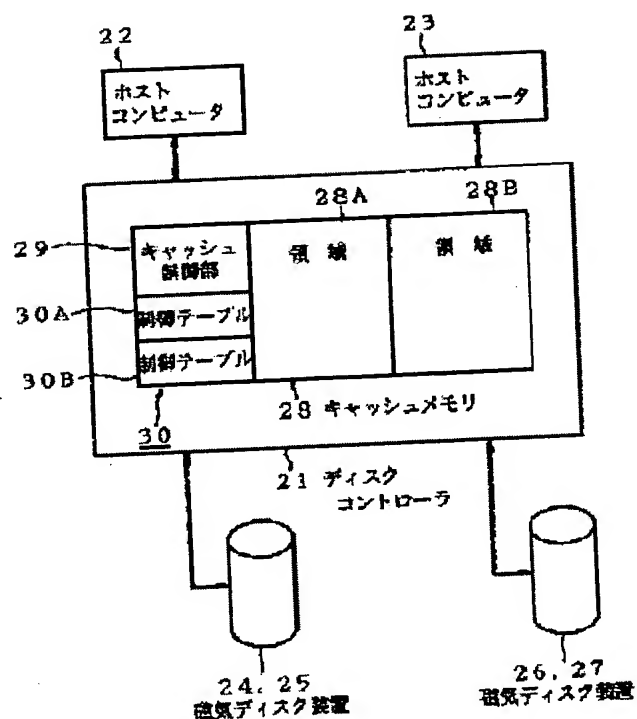 22
ホスト
コンピュータ
23
ホスト
コンピュータ
28A
28B
29
キャッシュ
制御部
領域
領域
30A
制御テーブル
30B
制御テーブル
30
28 キャッシュメモリ
21 ディスク
コントローラ
24, 25
磁気ディスク装置
26, 27
磁気ディスク装置